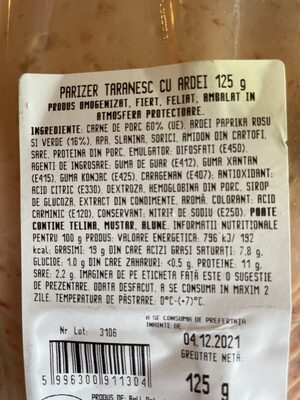 PARIZER TARANESC CU ARDEI 125 g
PRODUS OMOGENIZAT, FIERT, FELIAT, AMBALAT IN
ATMOSFERA PROTECTOARE.
INGREDIENTE: CARNE DE PORC 60% (UE), ARDEI PAPRIKA ROSU
SI VERDE (16%), APA, SLANINA, SORICI, AMIDON DIN CARTOFI,
SARE, PROTEINA DIN PORC, EMULGATOR: DIFOSFATI (E450),
AGENTI DE INGROSARE: GUMA DE GUAR (E412), GUMA XANTAN
(E415), GUMA KONJAC (E425), CARAGENAN (E407); ANTIOXIDANT:
ACID CITRIC (E330), DEXTROZA, HEMOGLOBINA DIN PORC, SIROP
DE GLUCOZA, EXTRACT DIN CONDIMENTE, AROMĂ, COLORANT: ACID
CARMINIC (E120), CONSERVANT: NITRIT DE SODIU (E250). POATE
CONTINE TELINA, MUSTAR, ALUNE. INFORMATII NUTRITIONALE
PENTRU 100 g PRODUS: VALOARE ENERGETICA: 796 kJ/ 192
kcal; GRASIMI: 19 g DIN CARE ACIZI GRASI SATURATI: 7.8 g,
GLUCIDE: 1.0 g DIN CARE ZAHARURI: <0.5 g, PROTEINE: 11 g,
SARE: 2.2 g. IMAGINEA DE PE ETICHETA FATĂ ESTE O SUGESTIE
DE PREZENTARE. ODATA DESFACUT, A SE CONSUMA IN MAXIM 2
ZILE. TEMPERATURA DE PĂSTRARE: 0°C-(+7)°C.
A SE CONSUMA DE PREFERINTA
INAINTE DE
Nr. Lot: 3106
04.12.2021
GREUTATE NETĂ:
125 g
5 996300 911304
PRODUS DE: